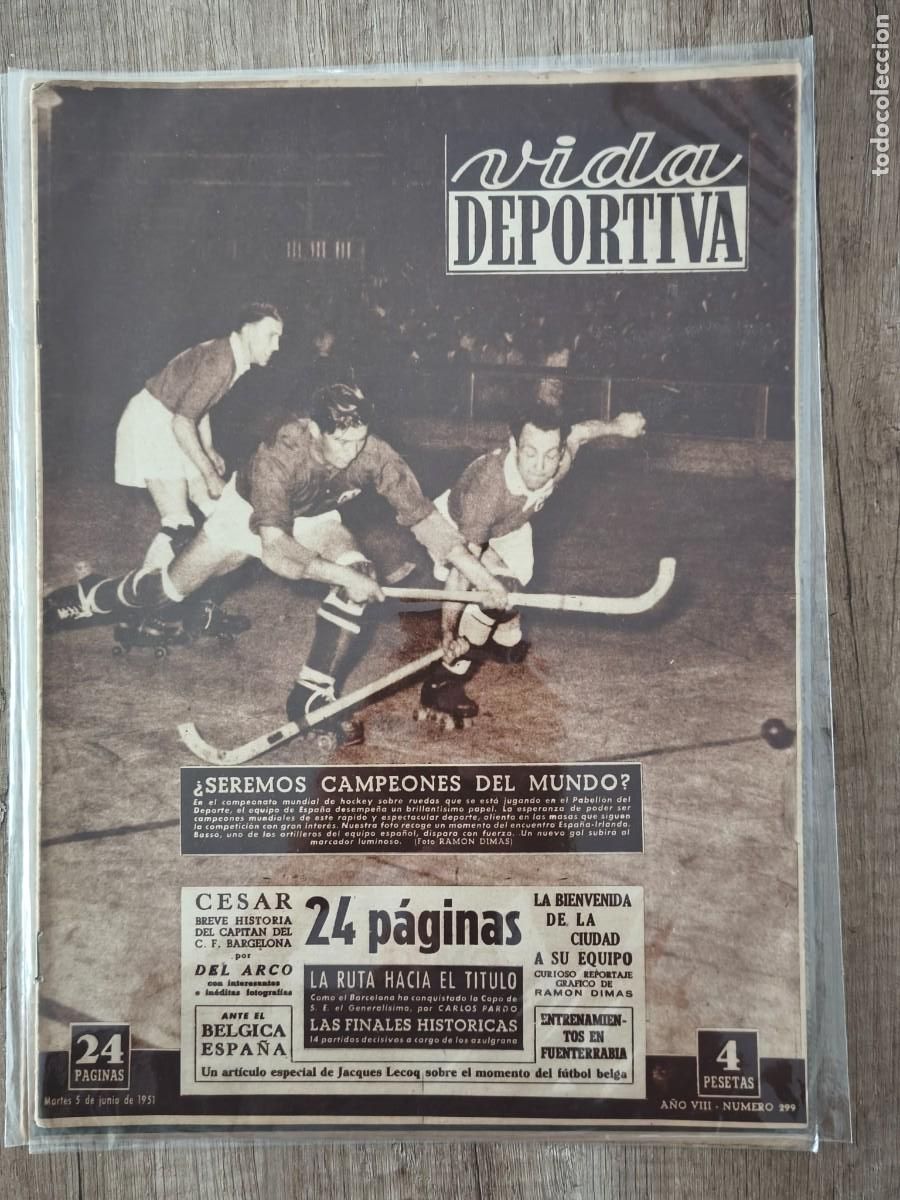 todocoleccion
vida
DEPORTIVA
¿SEREMOS CAMPEONES DEL MUNDO?
En el campeonato mundial de hockey sobre ruedas que se está jugando en el Pabellón del
Deporte, el equipo de España desempeña un brillantísimo papel. La esperanza de poder ser
campeones mundiales de este rápido y espectacular deporte, alienta en las masas que siguen
la competición con gran interés. Nuestra foto recoge un momento del encuentro España-Irlanda.
Bassó, uno de los artilleros del equipo español, dispara con fuerza. Un nuevo gol subirá al
marcador luminoso. (Foto RAMON DIMAS)
CESAR
BREVE HISTORIA
DEL CAPITAN DEL
C. F. BARGELONA
por
DEL ARCO
con interesantes
e inéditas fotografías
ANTE EL
BELGICA
ESPAÑA
24 páginas
LA RUTA HACIA EL TITULO
Como el Barcelona ha conquistado la Copa de
S. E. el Generalísimo, por CARLOS PARDO
LAS FINALES HISTORICAS
14 partidos decisivos a cargo de los azulgrana
LA BIENVENIDA
DE LA
CIUDAD
A SU EQUIPO
CURIOSO REPORTAJE
GRAFICO DE
RAMON DIMAS
ENTRENAMIEN-
TOS EN
FUENTERRABIA
Un artículo especial de Jacques Lecoq sobre el momento del fútbol belga
24
PAGINAS
Martes 5 de junio de 1951
4
PESETAS
AÑO VIII - NUMERO 299